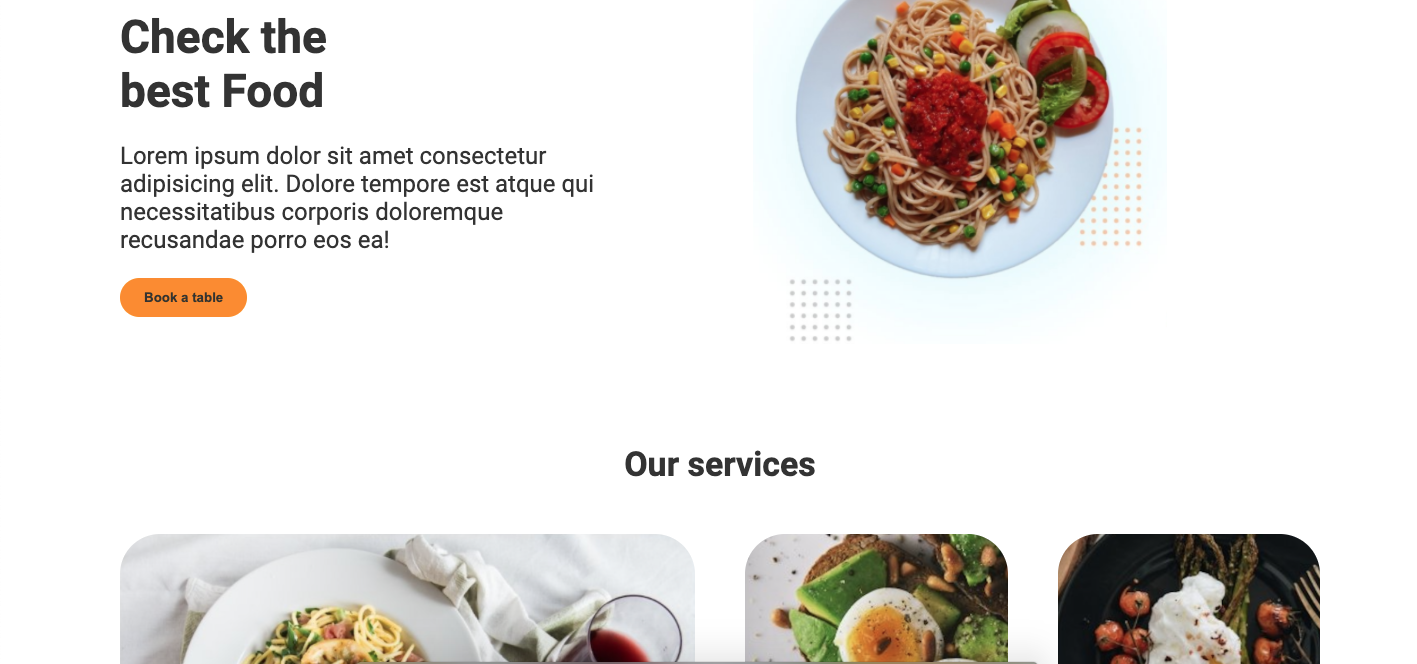 Check the
best Food
Lorem ipsum dolor sit amet consectetur
adipisicing elit. Dolore tempore est atque qui
necessitatibus corporis doloremque
recusandae porro eos ea!
Book a table
Our services